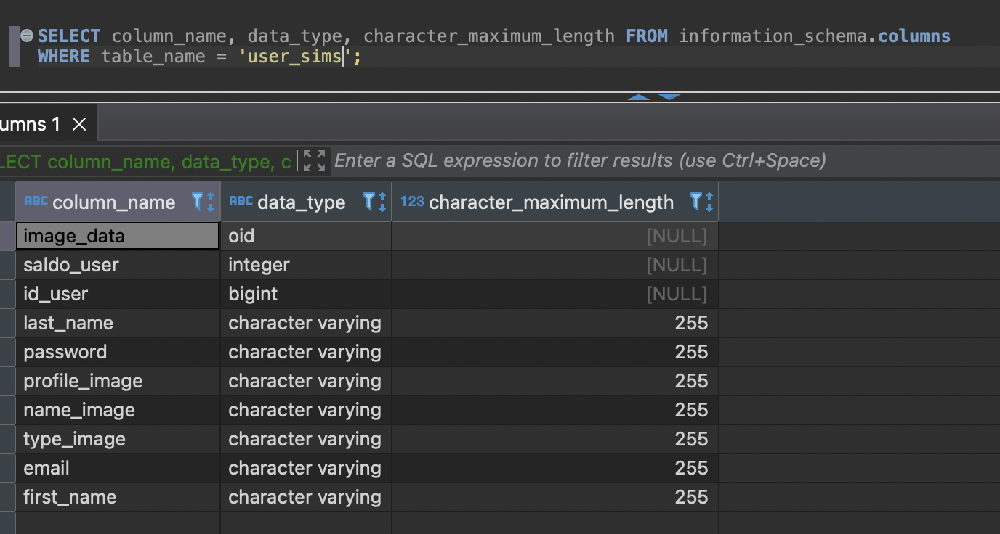 SELECT column_name, data_type, character_maximum_length FROM information_schema.columns
WHERE table_name = 'user_sims';
umns 1
LECT column_name, data_type, c Enter a SQL expression to filter results (use Ctrl+Space)
ABC column_name ABC data_type 123 character_maximum_length
image_data oid [NULL]
saldo_user integer [NULL]
id_user bigint [NULL]
last_name character varying 255
password character varying 255
profile_image character varying 255
name_image character varying 255
type_image character varying 255
email character varying 255
first_name character varying 255